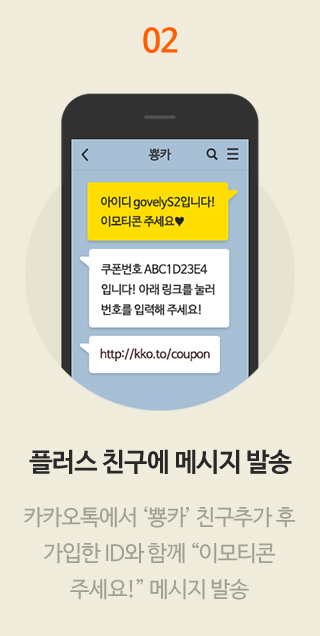 02
뿅카
아이디 govelyS2입니다!
이모티콘 주세요♥
쿠폰번호 ABC1D23E4
입니다! 아래 링크를 눌러
번호를 입력해 주세요!
http://kko.to/coupon
플러스 친구에 메시지 발송
카카오톡에서 ‘뿅카’ 친구추가 후
가입한 ID와 함께 “이모티콘
주세요!” 메시지 발송